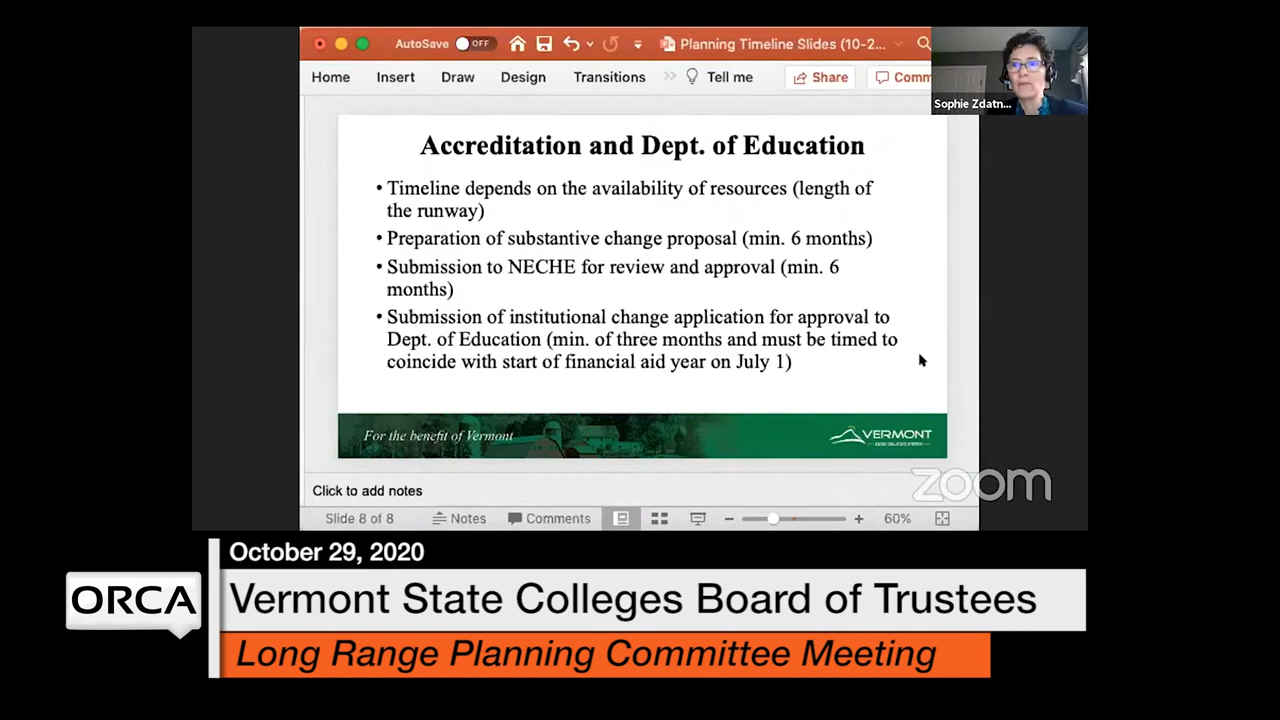 AutoSave OFF Planning Timeline Slides (10-2...
Home Insert Draw Design Transitions Tell me Share Comm
Sophie Zdatn...
Accreditation and Dept. of Education
• Timeline depends on the availability of resources (length of
the runway)
• Preparation of substantive change proposal (min. 6 months)
• Submission to NECHE for review and approval (min. 6
months)
• Submission of institutional change application for approval to
Dept. of Education (min. of three months and must be timed to
coincide with start of financial aid year on July 1)
For the benefit of Vermont
VERMONT
zoom
Click to add notes
Slide 8 of 8 Notes Comments 60%
October 29, 2020
ORCA
Vermont State Colleges Board of Trustees
Long Range Planning Committee Meeting